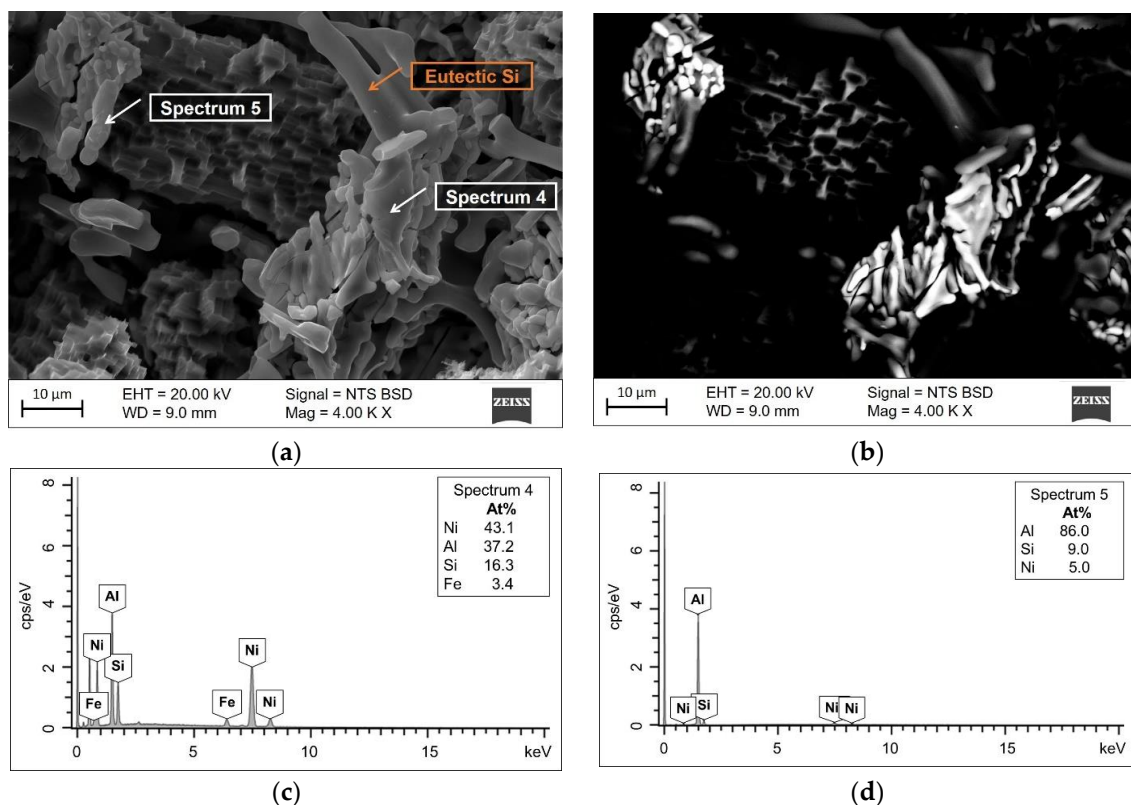 Eutectic Si
Spectrum 5
Spectrum 4
10 µm
EHT = 20.00 kV
Signal = NTS BSD
WD = 9.0 mm
Mag = 4.00 K X
ZEISS
10 µm
EHT = 20.00 kV
Signal = NTS BSD
WD = 9.0 mm
Mag = 4.00 K X
ZEISS
(a)
(b)
8
6
4
2
0
cps/eV
Spectrum 4
At%
Ni 43.1
Al 37.2
Si 16.3
Fe 3.4
Al
Ni
Si
Fe
Ni
Fe
Ni
0 5 10 15 keV
8
6
4
2
0
cps/eV
Spectrum 5
At%
Al 86.0
Si 9.0
Ni 5.0
Al
Ni
Si
Ni
Ni
0 5 10 15 keV
(c)
(d)